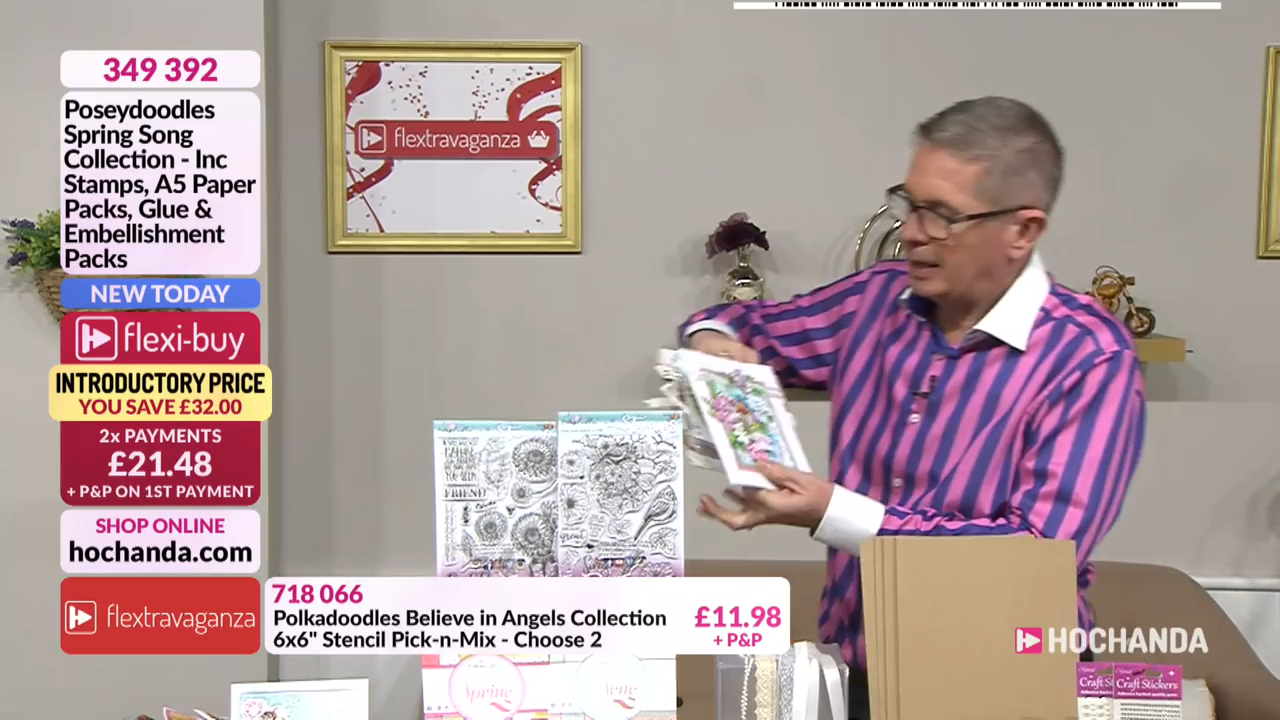 349 392
Poseydoodles
Spring Song
Collection - Inc
Stamps, A5 Paper
Packs, Glue &
Embellishment
Packs
NEW TODAY
flexi-buy
INTRODUCTORY PRICE
YOU SAVE £32.00
2x PAYMENTS
£21.48
+ P&P ON 1ST PAYMENT
SHOP ONLINE
hochanda.com
flextravaganza
718 066
Polkadoodles Believe in Angels Collection
6x6" Stencil Pick-n-Mix - Choose 2
£11.98
+ P&P
flextravaganza
FRIEND
Spring
HOCHANDA
Craft S
Craft Stickers